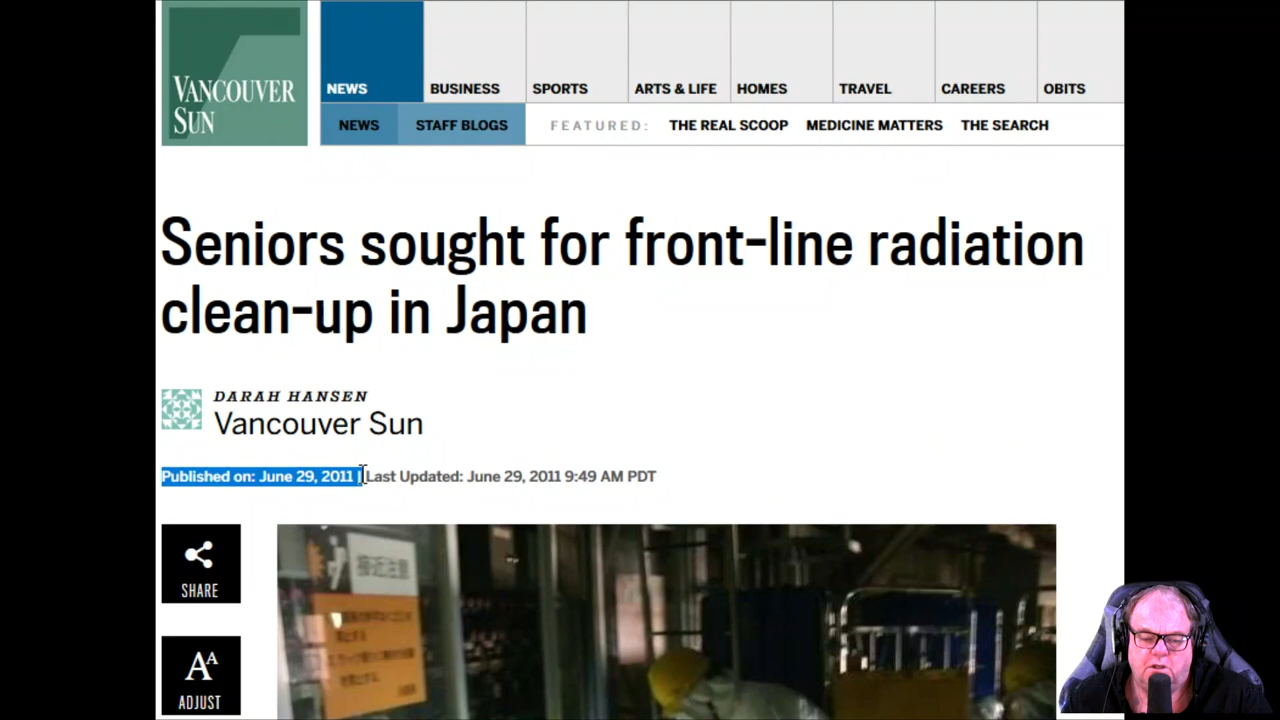 VANCOUVER
SUN
NEWS
BUSINESS
SPORTS
ARTS & LIFE
HOMES
TRAVEL
CAREERS
OBITS
NEWS
STAFF BLOGS
FEATURED:
THE REAL SCOOP
MEDICINE MATTERS
THE SEARCH
Seniors sought for front-line radiation
clean-up in Japan
DARAH HANSEN
Vancouver Sun
Published on: June 29, 2011 | Last Updated: June 29, 2011 9:49 AM PDT
SHARE
AA
ADJUST